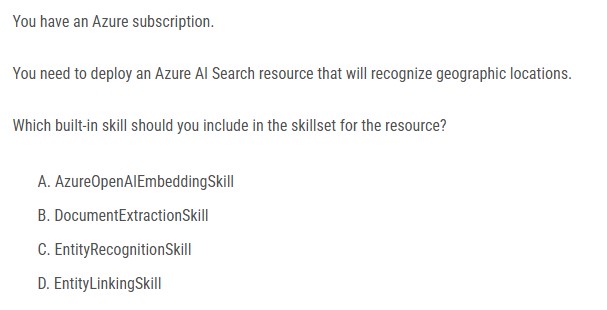 You have an Azure subscription.
You need to deploy an Azure AI Search resource that will recognize geographic locations.
Which built-in skill should you include in the skillset for the resource?
A. AzureOpenAIEmbeddingSkill
B. DocumentExtractionSkill
C. EntityRecognitionSkill
D. EntityLinkingSkill